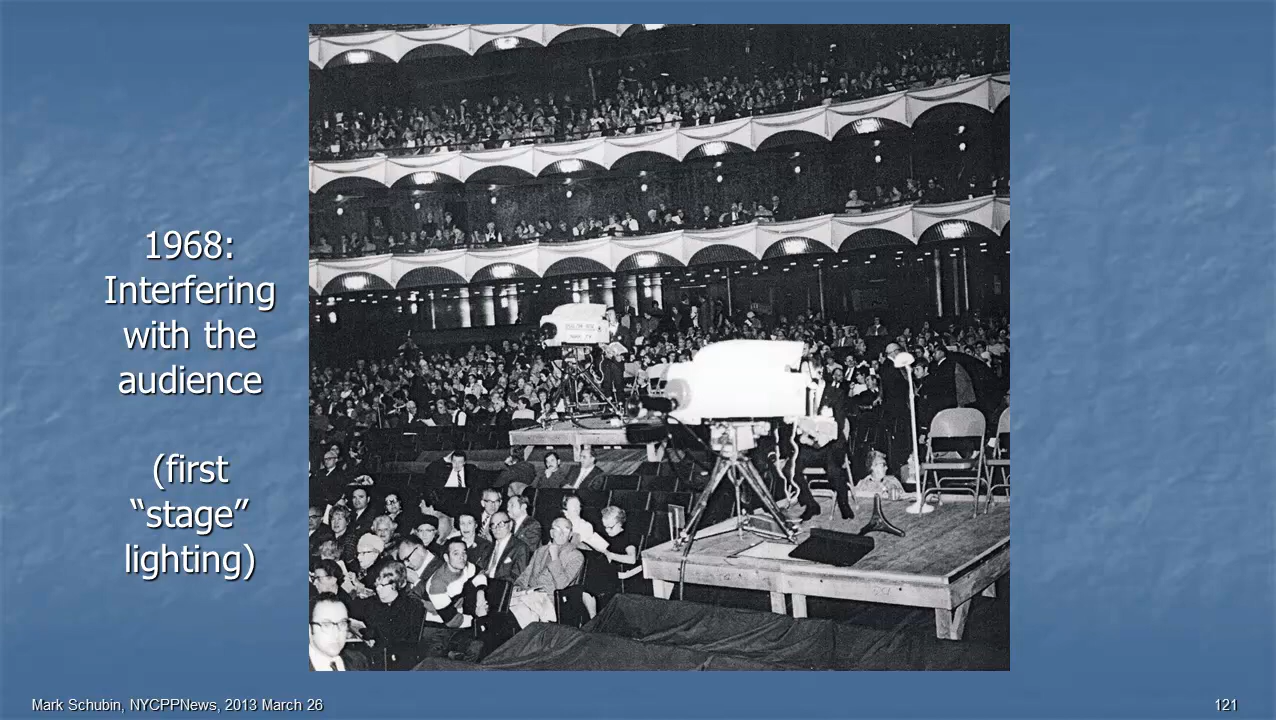 1968:
Interfering
with the
audience
(first
“stage”
lighting)
Mark Schubin, NYCPPNews, 2013 March 26
121